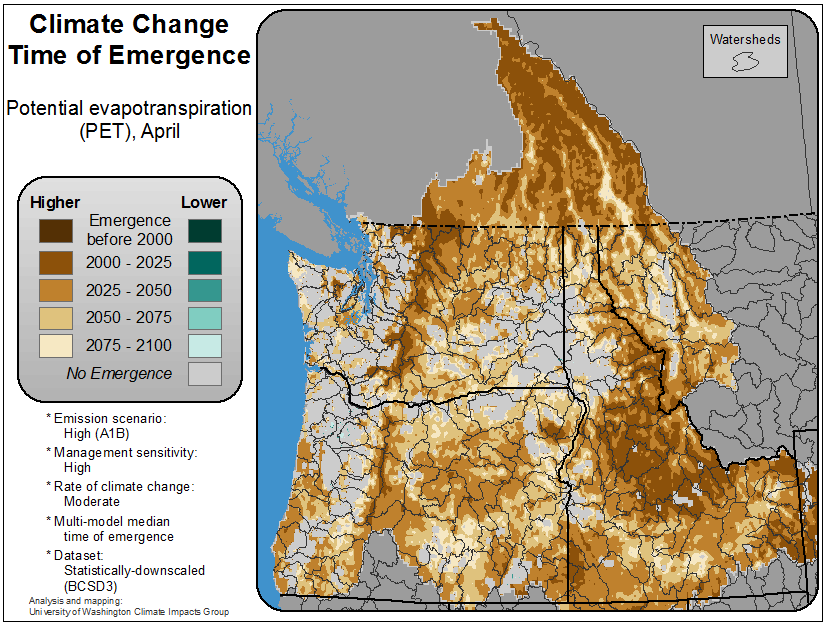 Climate Change
Time of Emergence
Potential evapotranspiration
(PET), April
Higher
Lower
Emergence
before 2000
2000 - 2025
2025 - 2050
2050 - 2075
2075 - 2100
No Emergence
* Emission scenario:
High (A1B)
* Management sensitivity:
High
* Rate of climate change:
Moderate
* Multi-model median
time of emergence
* Dataset:
Statistically-downscaled
(BCSD3)
Analysis and mapping:
University of Washington Climate Impacts Group
Watersheds